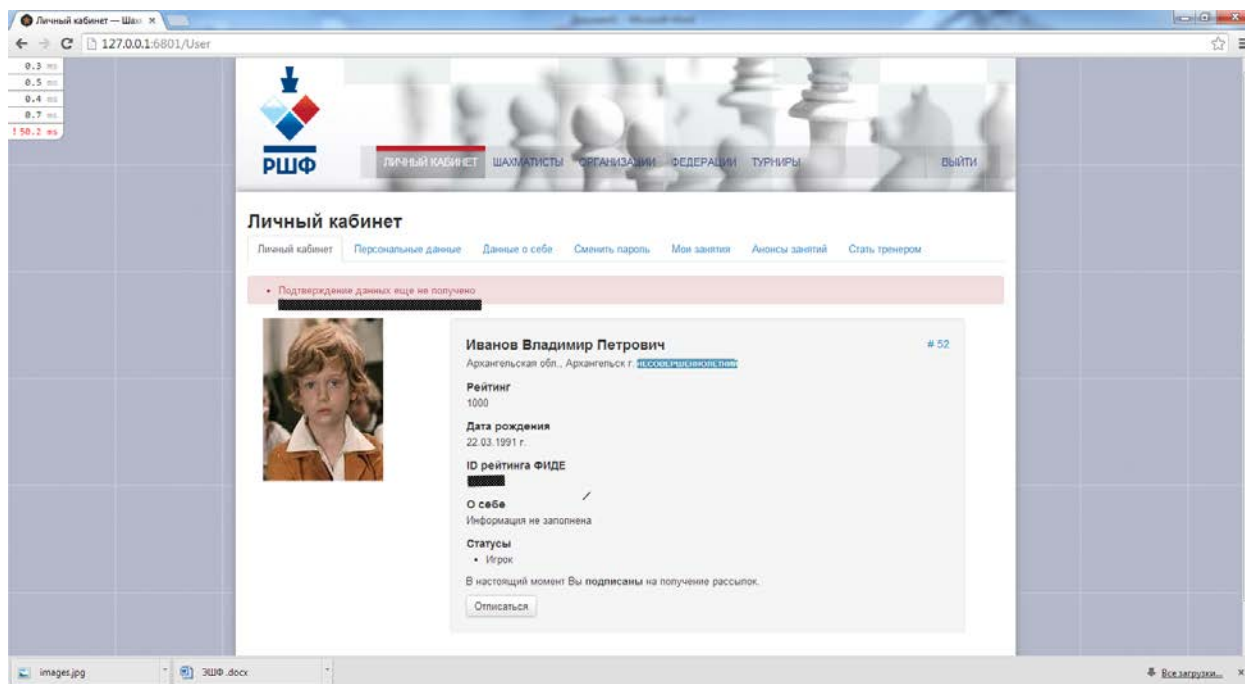 Личный кабинет — Шах
127.0.0.1:6801/User
0.3 ms
0.5 ms
0.4 ms
0.7 ms
! 50.2 ms
РШФ
ЛИЧНЫЙ КАБИНЕТ ШАХМАТИСТЫ ОРГАНИЗАЦИИ ФЕДЕРАЦИИ ТУРНИРЫ ВЫЙТИ
Личный кабинет
Личный кабинет Персональные данные Данные о себе Сменить пароль Мои занятия Анонсы занятий Стать тренером
• Подтверждение данных еще не получено
Иванов Владимир Петрович # 52
Архангельская обл., Архангельск г. НЕСОВЕРШЕННОЛЕТНИЙ
Рейтинг
1000
Дата рождения
22.03.1991 г.
ID рейтинга ФИДЕ
О себе
Информация не заполнена
Статусы
• Игрок
В настоящий момент Вы подписаны на получение рассылок.
Отписаться
images.jpg ЭШФ .docx Все загрузки...